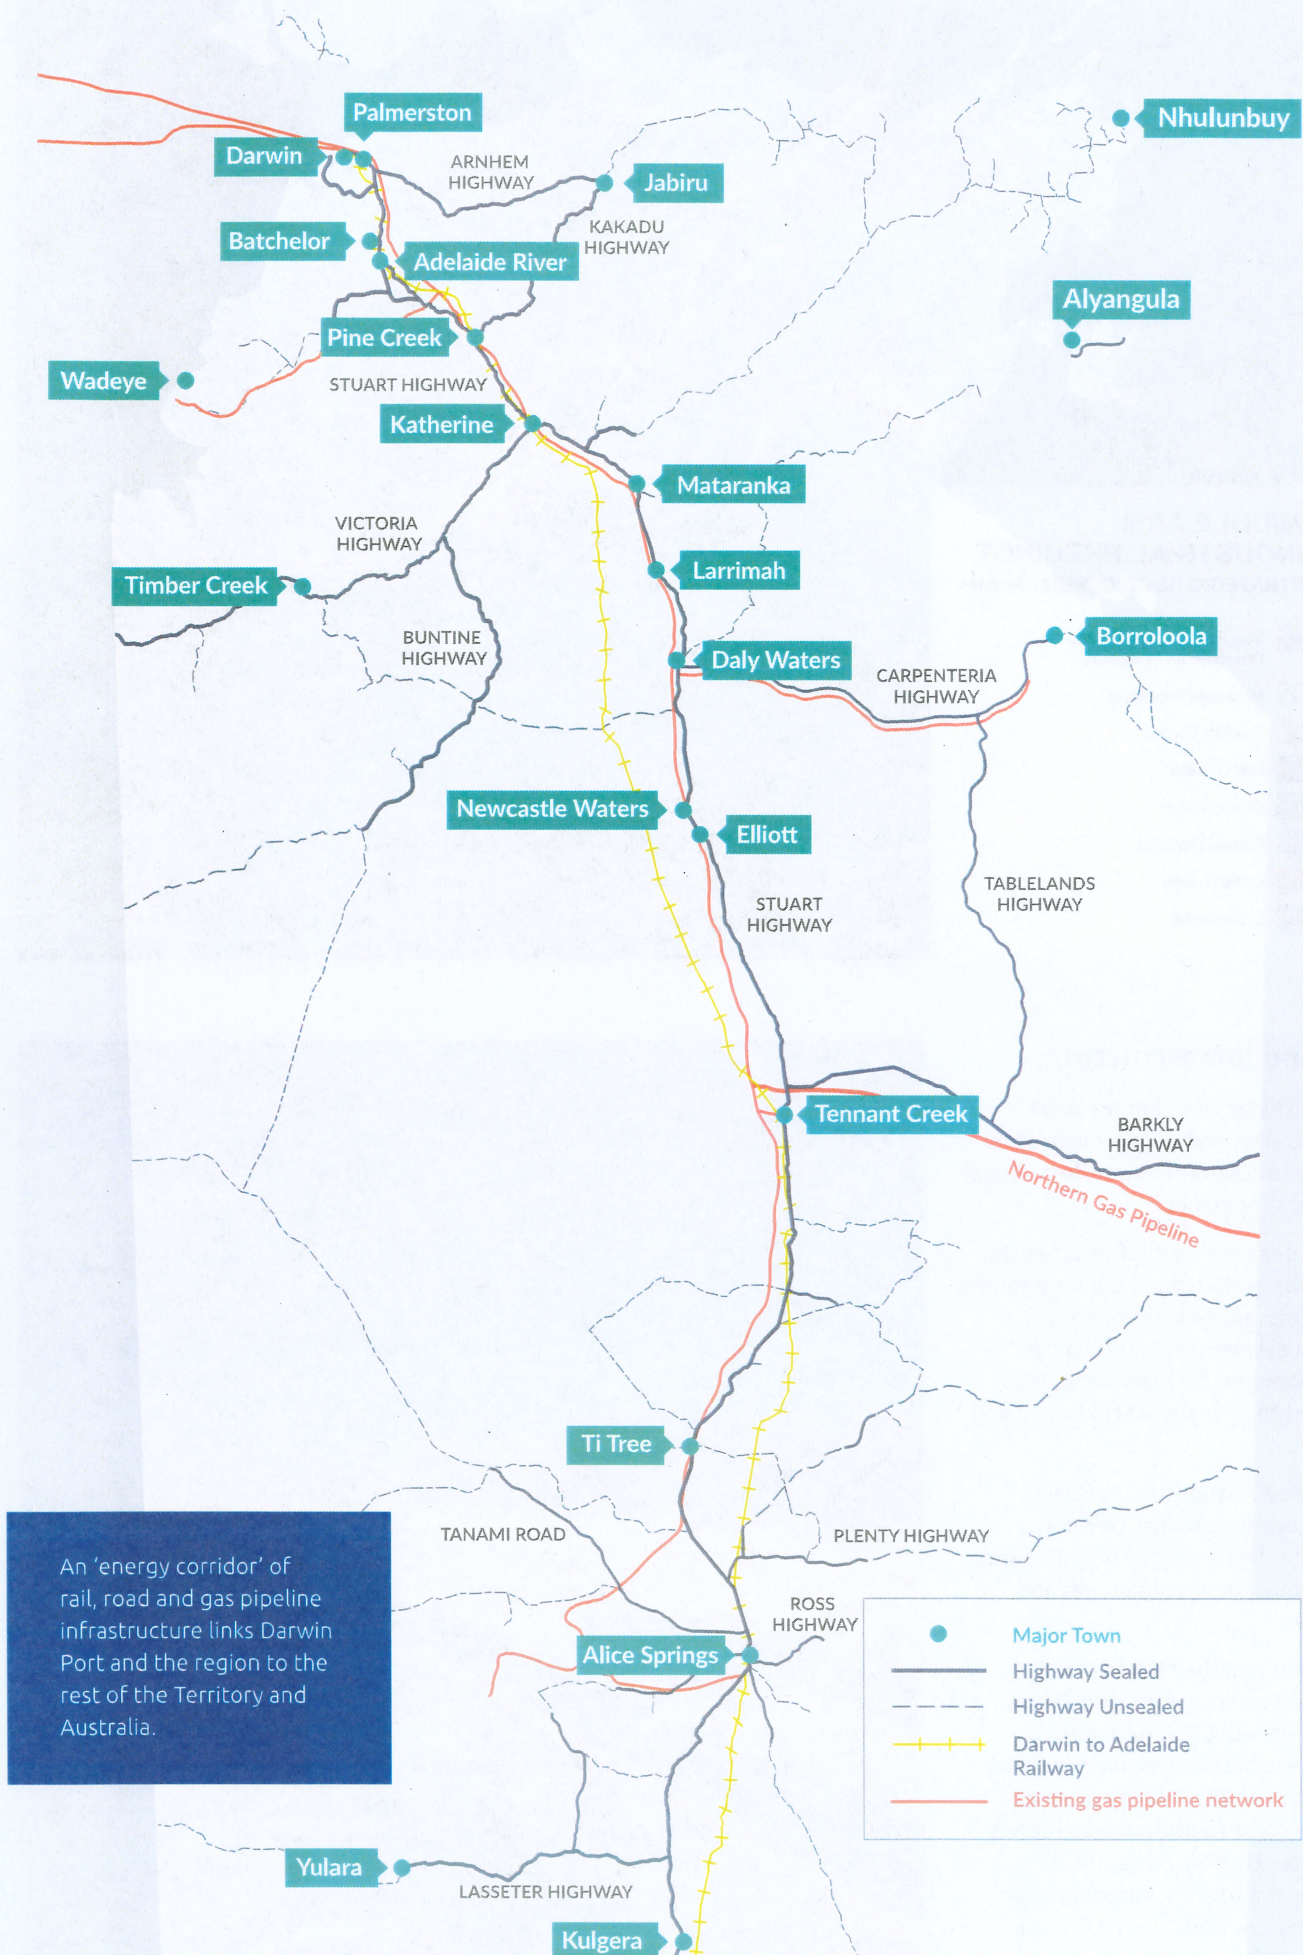 Palmerston
Nhulunbuy
Darwin
ARNHEM
HIGHWAY
Jabiru
KAKADU
HIGHWAY
Batchelor
Adelaide River
Alyangula
Pine Creek
Wadeye
STUART HIGHWAY
Katherine
Mataranka
VICTORIA
HIGHWAY
Larrimah
Timber Creek
BUNTINE
HIGHWAY
Borroloola
Daly Waters
CARPENTERIA
HIGHWAY
Newcastle Waters
Elliott
TABLELANDS
HIGHWAY
STUART
HIGHWAY
Tennant Creek
BARKLY
HIGHWAY
Northern Gas Pipeline
Ti Tree
TANAMI ROAD
PLENTY HIGHWAY
An ‘energy corridor’ of
rail, road and gas pipeline
infrastructure links Darwin
Port and the region to the
rest of the Territory and
Australia.
ROSS
HIGHWAY
Alice Springs
Major Town
Highway Sealed
Highway Unsealed
Darwin to Adelaide
Railway
Existing gas pipeline network
Yulara
LASSETER HIGHWAY
Kulgera